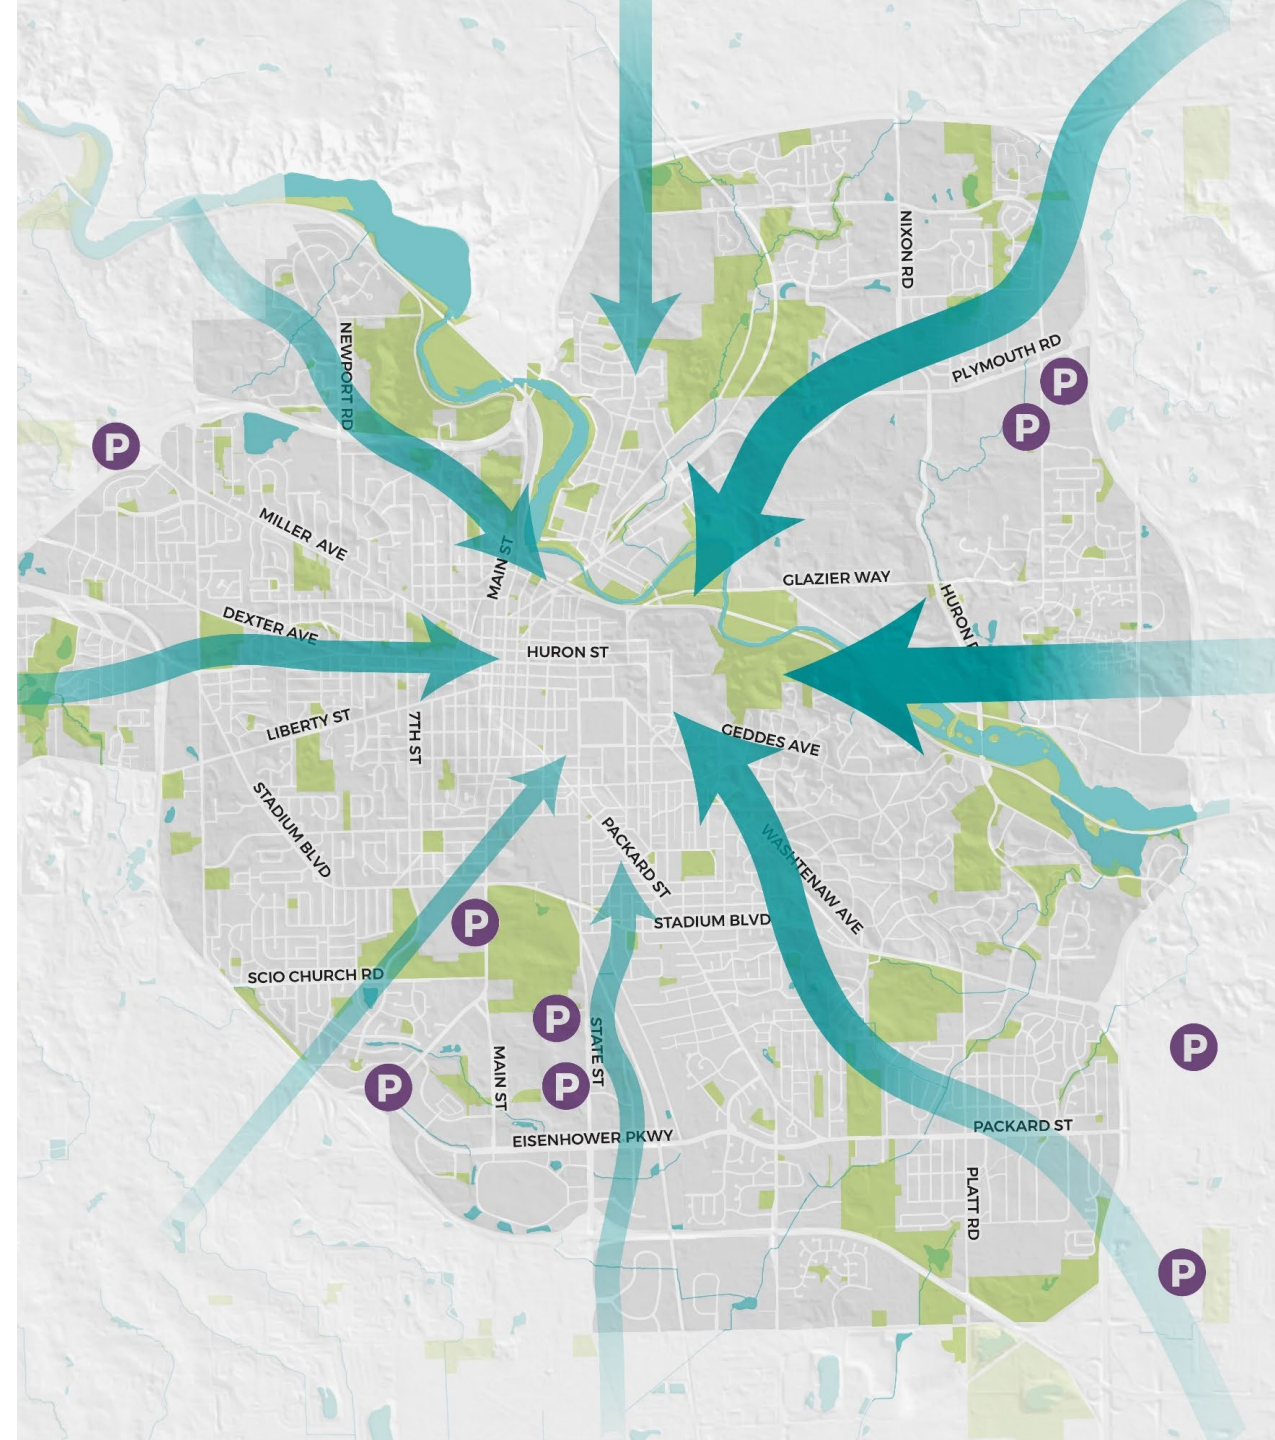 NIXON RD
NEWPORT RD
PLYMOUTH RD
P
P
P
MILLER AVE
MAIN ST
GLAZIER WAY
HURON
DEXTER AVE
HURON ST
LIBERTY ST
7TH ST
GEDDES AVE
STADIUM BLVD
PACKARD ST
WASHTENAW AVE
P
STADIUM BLVD
SCIO CHURCH RD
P
STATE ST
P
MAIN ST
P
P
PACKARD ST
EISENHOWER PKWY
PLATT RD
P